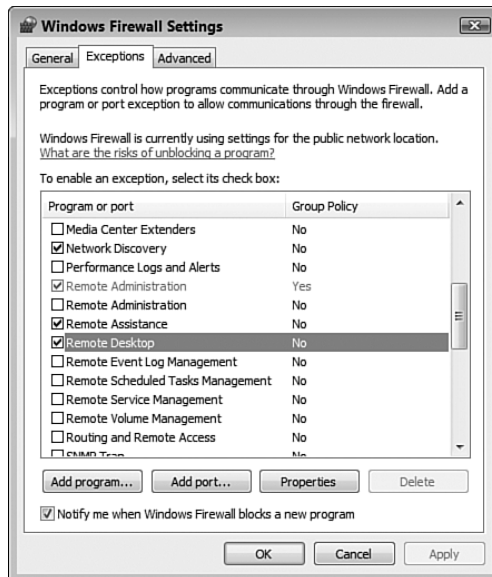 Windows Firewall Settings
General Exceptions Advanced
Exceptions control how programs communicate through Windows Firewall. Add a
program or port exception to allow communications through the firewall.
Windows Firewall is currently using settings for the public network location.
What are the risks of unblocking a program?
To enable an exception, select its check box:
Program or port Group Policy
Media Center Extenders No
Network Discovery No
Performance Logs and Alerts No
Remote Administration Yes
Remote Administration No
Remote Assistance No
Remote Desktop No
Remote Event Log Management No
Remote Scheduled Tasks Management No
Remote Service Management No
Remote Volume Management No
Routing and Remote Access No
SNMP Trap No
Add program... Add port... Properties Delete
Notify me when Windows Firewall blocks a new program
OK Cancel Apply